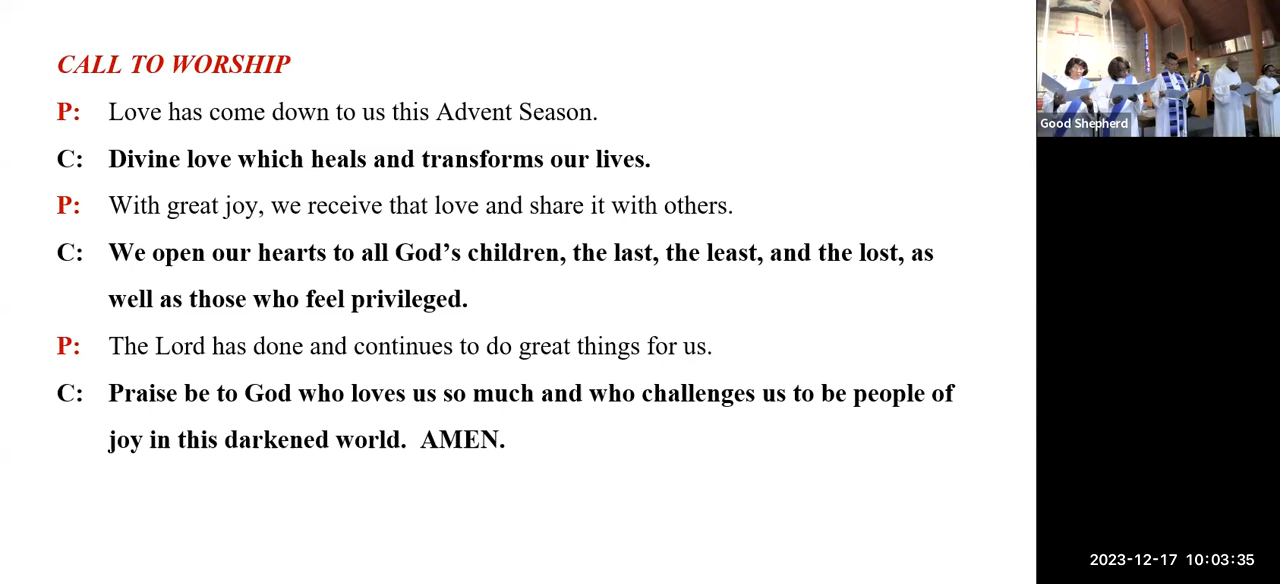 CALL TO WORSHIP
P: Love has come down to us this Advent Season.
C: Divine love which heals and transforms our lives.
P: With great joy, we receive that love and share it with others.
C: We open our hearts to all God’s children, the last, the least, and the lost, as
well as those who feel privileged.
P: The Lord has done and continues to do great things for us.
C: Praise be to God who loves us so much and who challenges us to be people of
joy in this darkened world.  AMEN.
Good Shepherd
2023-12-17 10:03:35